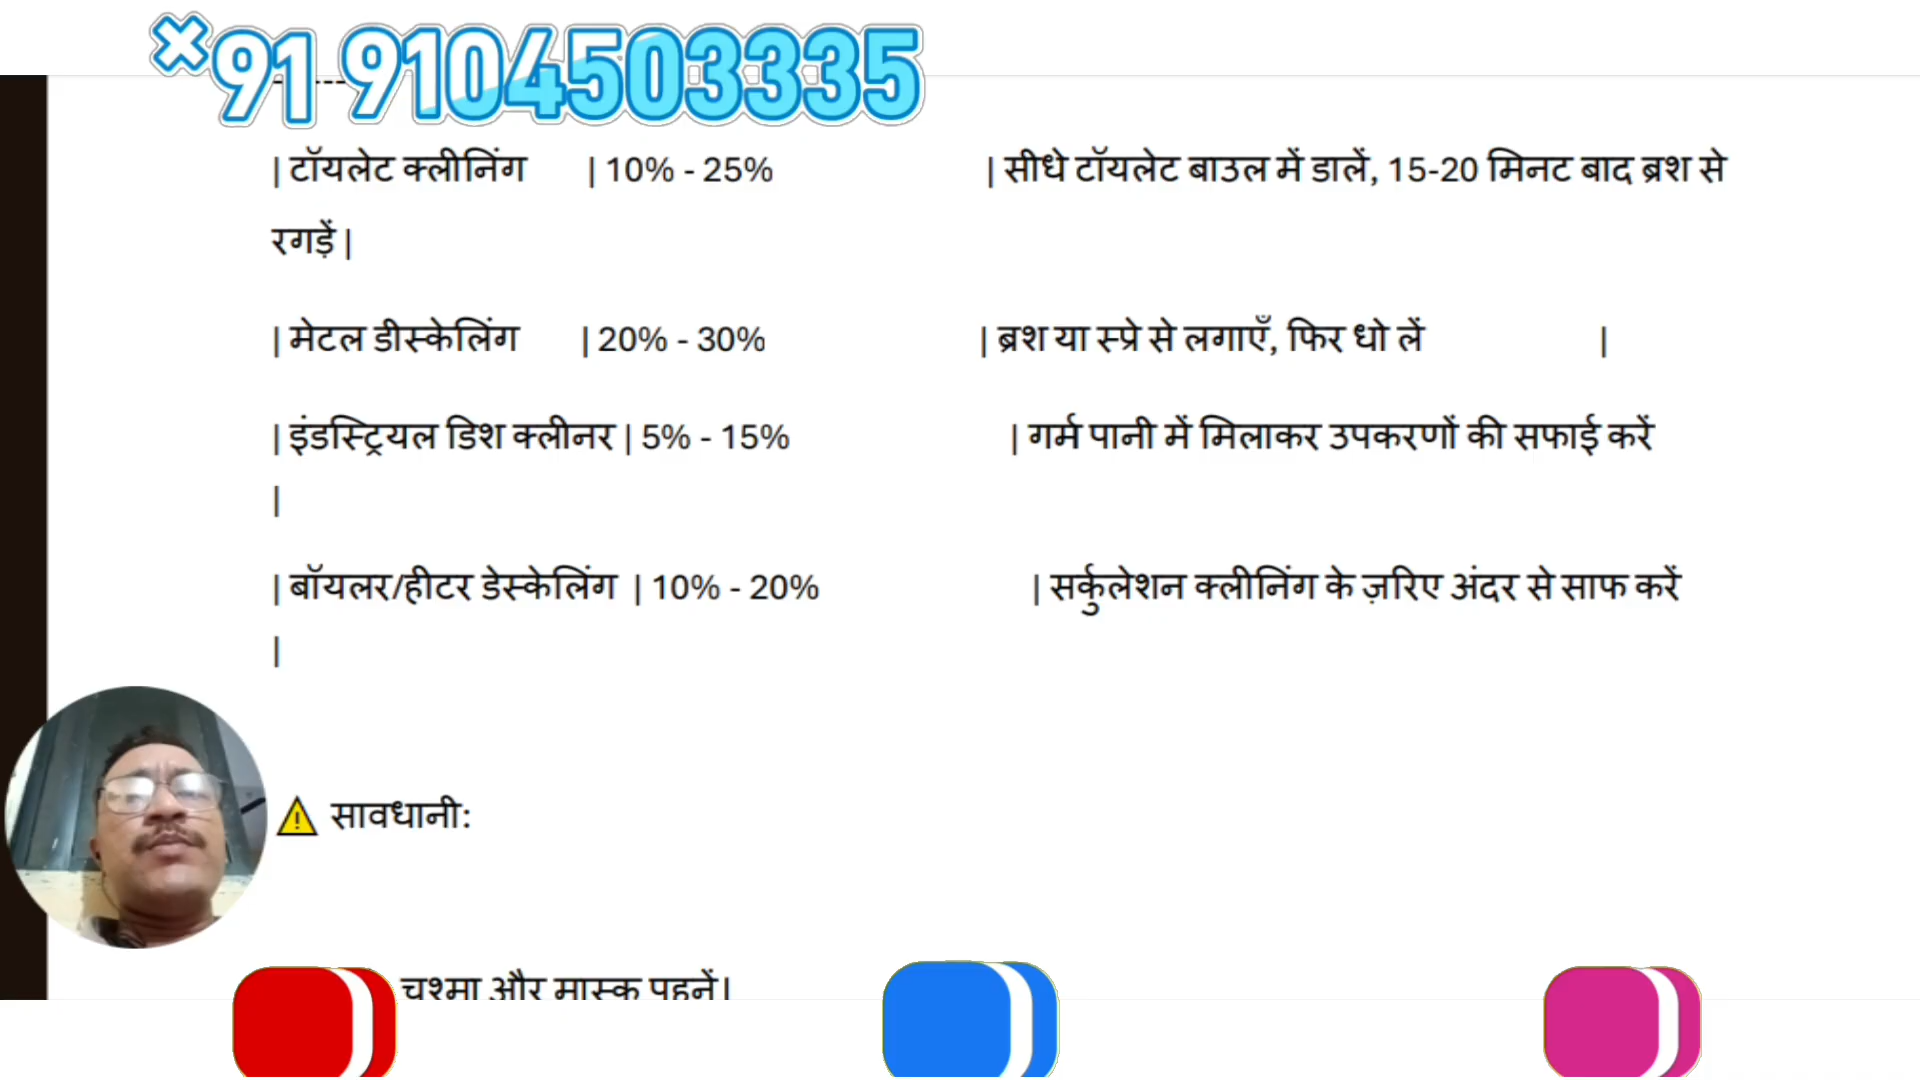 ×91 9104503335
| टॉयलेट क्लीनिंग | 10% - 25% | सीधे टॉयलेट बाउल में डालें, 15-20 मिनट बाद ब्रश से
रगड़ें |
| मेटल डीस्केलिंग | 20% - 30% | ब्रश या स्प्रे से लगाएँ, फिर धो लें |
| इंडस्ट्रियल डिश क्लीनर | 5% - 15% | गर्म पानी में मिलाकर उपकरणों की सफाई करें
|
| बॉयलर/हीटर डेस्केलिंग | 10% - 20% | सर्कुलेशन क्लीनिंग के ज़रिए अंदर से साफ करें
|
⚠ सावधानी:
चश्मा और मास्क पहनें।